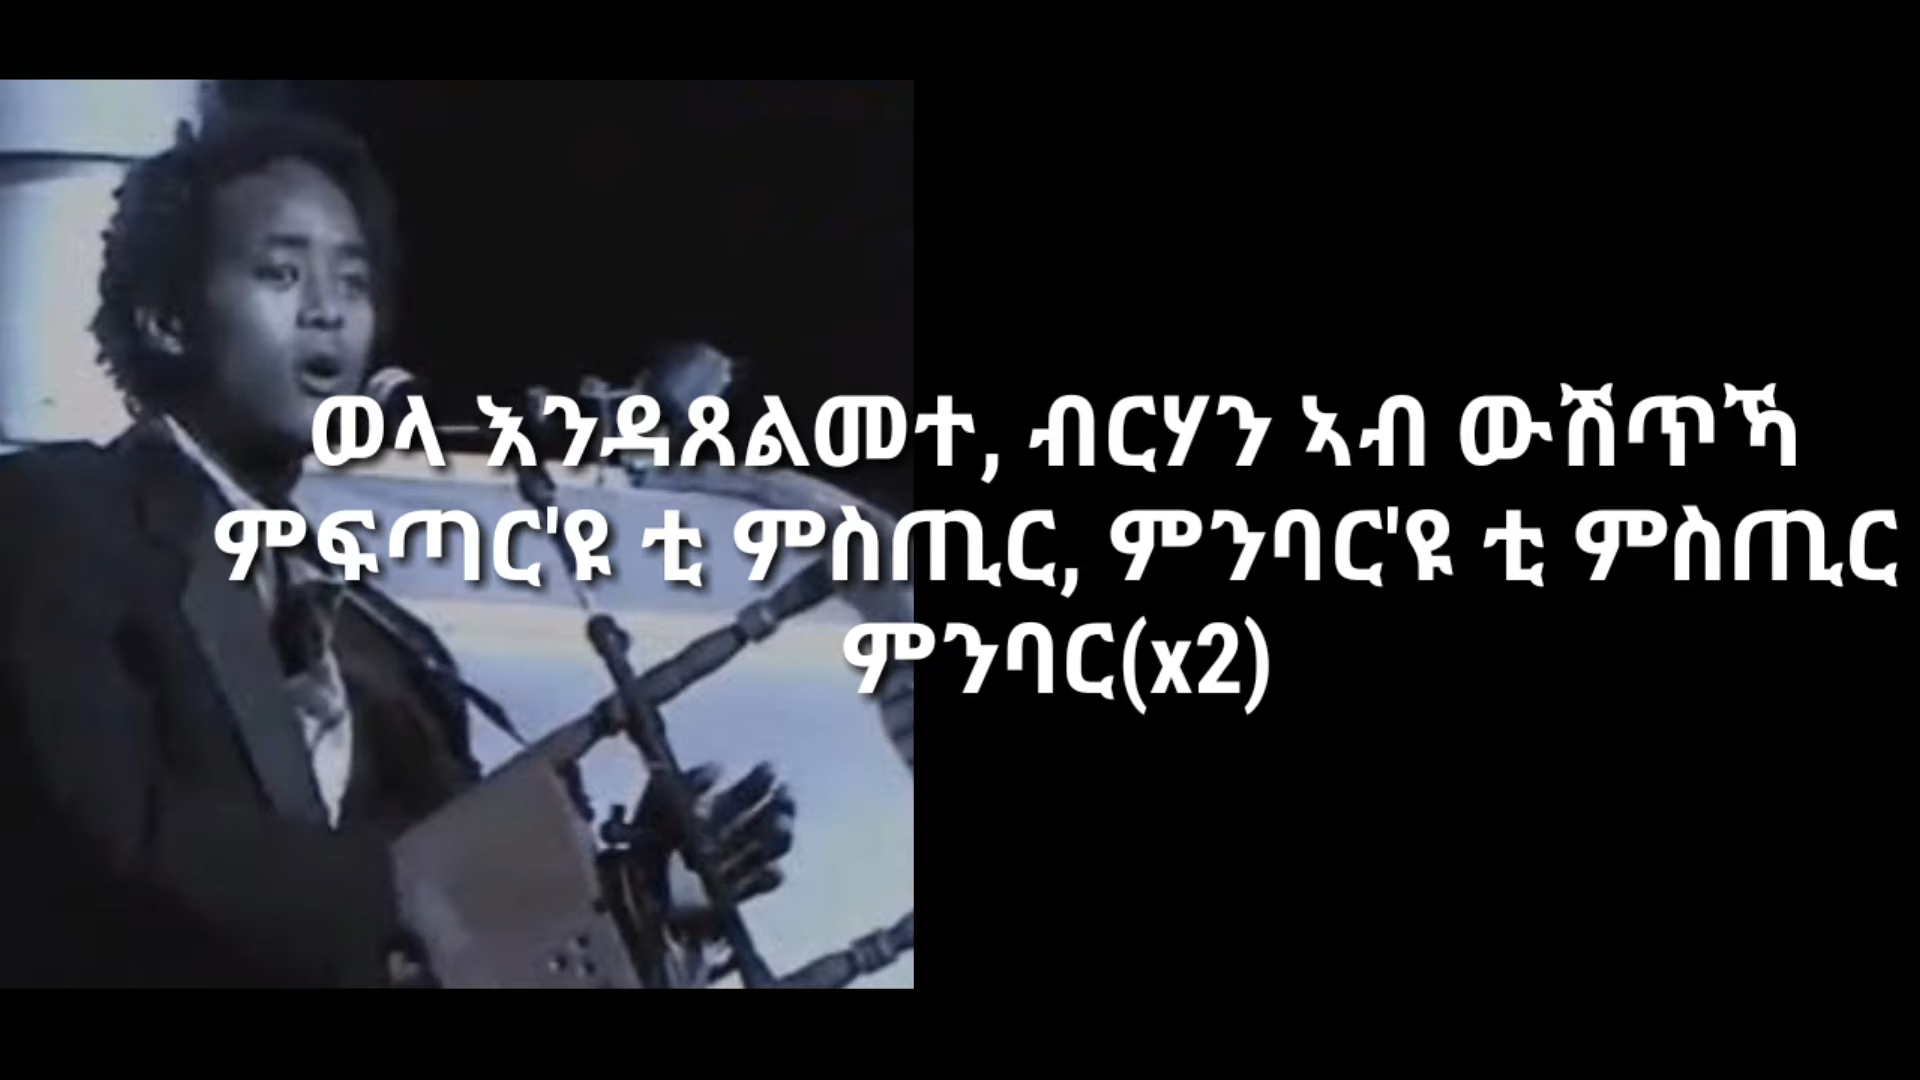 ወላ እንዳጸልመተ, ብርሃን ኣብ ውሽጥኻ
ምፍጣር'ዩ ቲ ምስጢር, ምንባር'ዩ ቲ ምስጢር
ምንባር(x2)